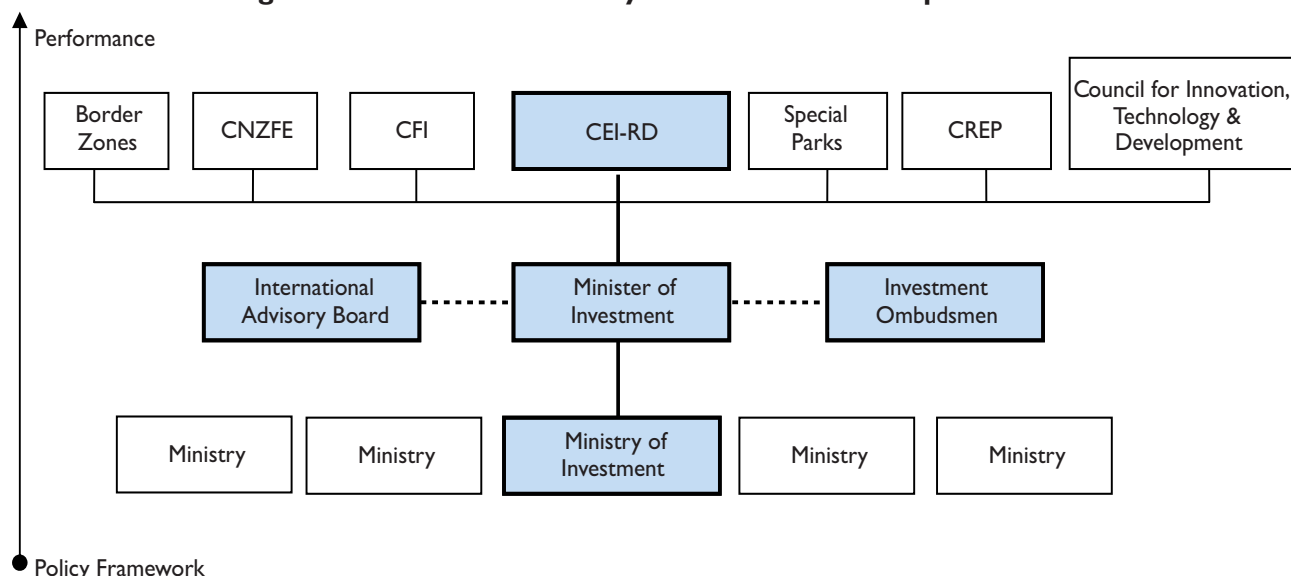 Performance
Border
Zones
CNZFE
CFI
CEI-RD
Special
Parks
CREP
Council for Innovation,
Technology &
Development
International
Advisory Board
Minister of
Investment
Investment
Ombudsmen
Ministry
Ministry
Ministry of
Investment
Ministry
Ministry
Policy Framework